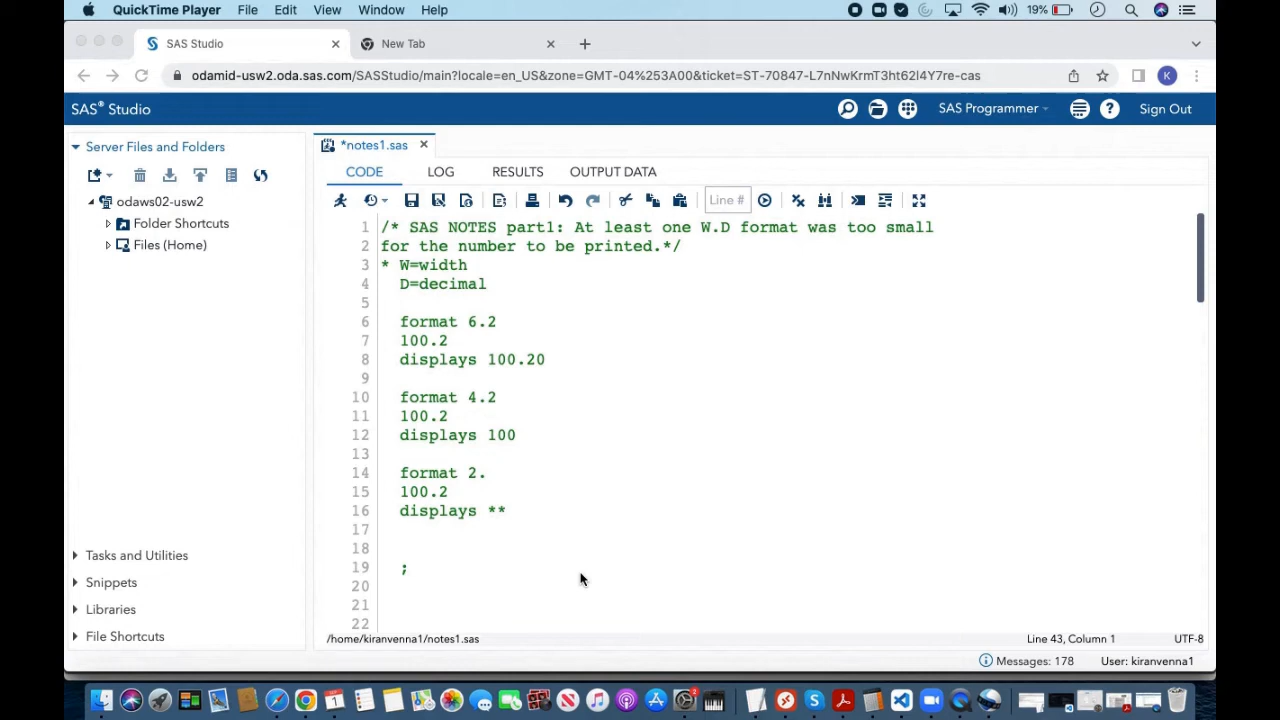 QuickTime Player File Edit View Window Help 19%
SAS Studio New Tab
odamid-usw2.oda.sas.com/SASStudio/main?locale=en_US&zone=GMT-04%253A00&ticket=ST-70847-L7nNwKrmT3ht62l4Y7re-cas K
SAS® Studio SAS Programmer Sign Out
Server Files and Folders
*notes1.sas
CODE LOG RESULTS OUTPUT DATA
Line #
odaws02-usw2
Folder Shortcuts
Files (Home)
1 /* SAS NOTES part1: At least one W.D format was too small
2 for the number to be printed.*/
3 * W=width
4 D=decimal
5
6 format 6.2
7 100.2
8 displays 100.20
9
10 format 4.2
11 100.2
12 displays 100
13
14 format 2.
15 100.2
16 displays **
17
18
19 ;
20
21
22
Tasks and Utilities
Snippets
Libraries
File Shortcuts
/home/kiranvenna1/notes1.sas Line 43, Column 1 UTF-8
Messages: 178 User: kiranvenna1